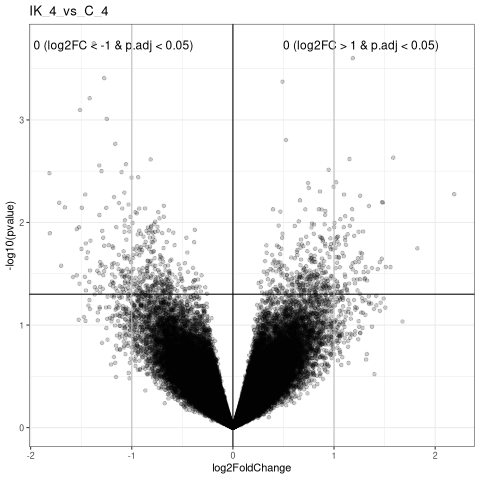 IK_4_vs_C_4
0 (log2FC < -1 & p.adj < 0.05)
0 (log2FC > 1 & p.adj < 0.05)
3
2
1
0
-log10(pvalue)
-2
-1
0
1
2
log2FoldChange